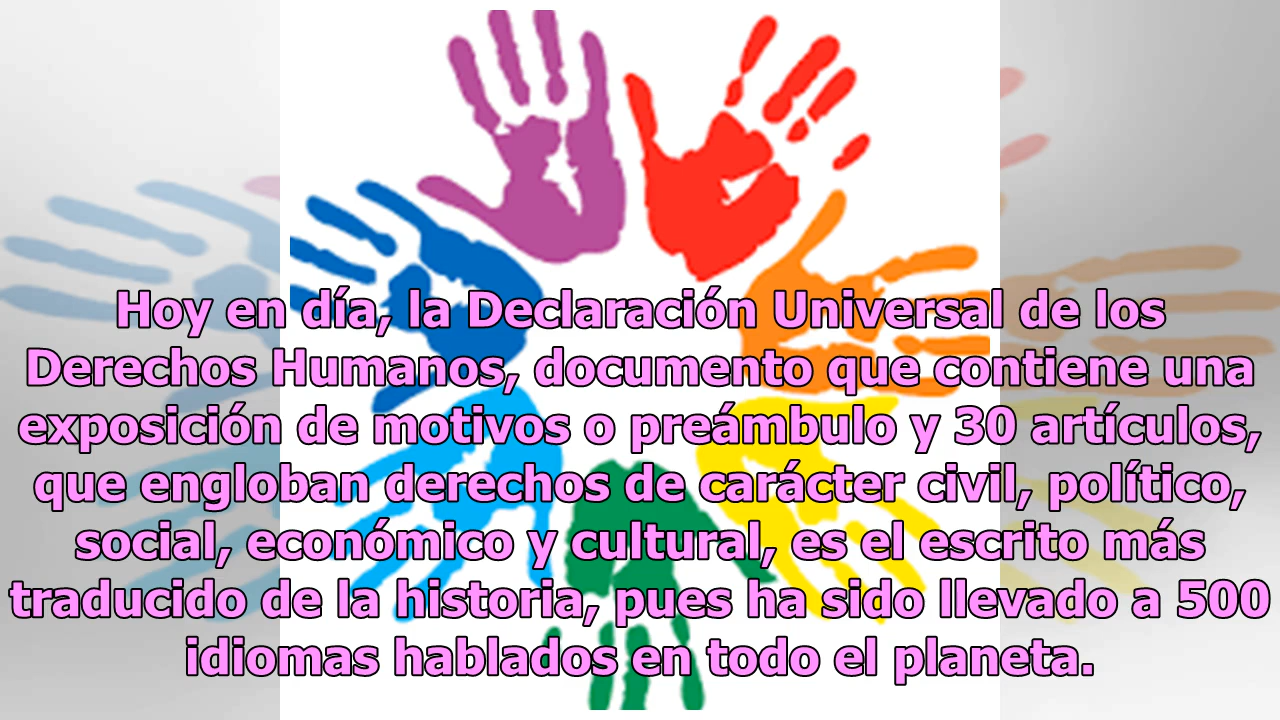 Hoy en día, la Declaración Universal de los
Derechos Humanos, documento que contiene una
exposición de motivos o preámbulo y 30 artículos,
que engloban derechos de carácter civil, político,
social, económico y cultural, es el escrito más
traducido de la historia, pues ha sido llevado a 500
idiomas hablados en todo el planeta.